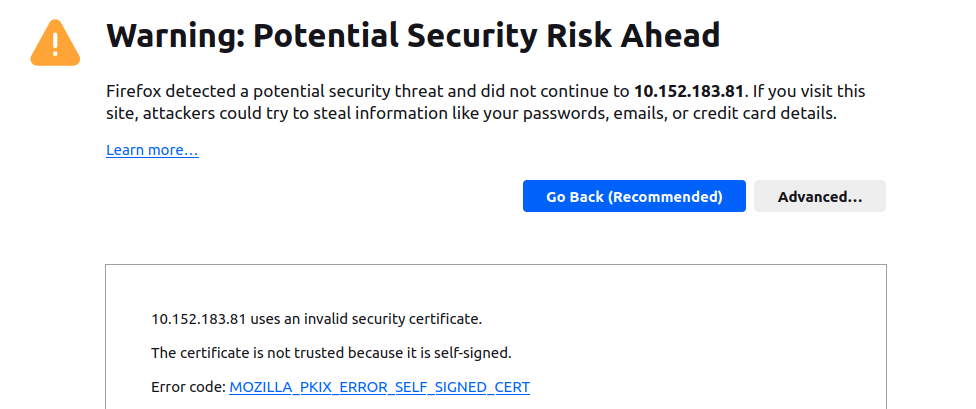 Warning: Potential Security Risk Ahead
Firefox detected a potential security threat and did not continue to 10.152.183.81. If you visit this
site, attackers could try to steal information like your passwords, emails, or credit card details.
Learn more…
Go Back (Recommended) Advanced…
10.152.183.81 uses an invalid security certificate.
The certificate is not trusted because it is self-signed.
Error code: MOZILLA_PKIX_ERROR_SELF_SIGNED_CERT